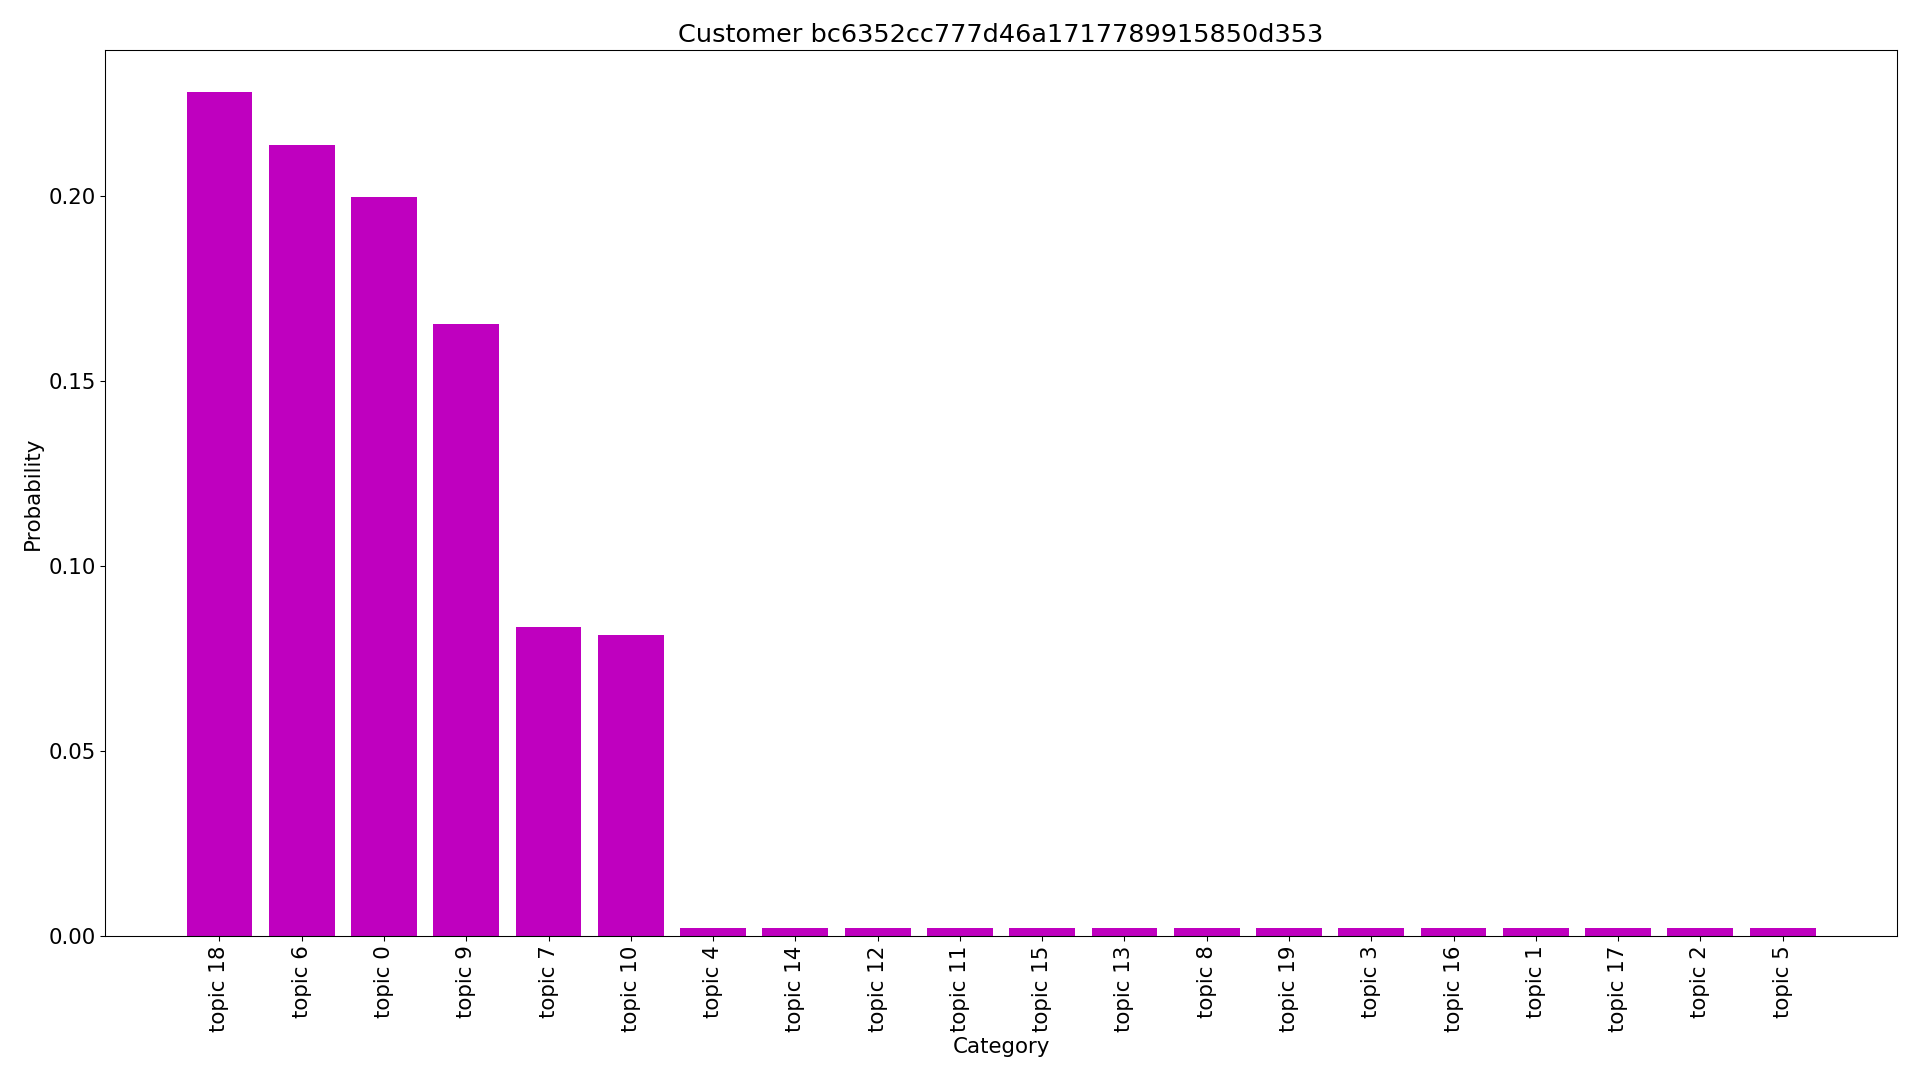 Customer bc6352cc777d46a1717789915850d353
Probability
0.20
0.15
0.10
0.05
0.00
topic 18
topic 6
topic 0
topic 9
topic 7
topic 10
topic 4
topic 14
topic 12
topic 11
topic 15
topic 13
topic 8
topic 19
topic 3
topic 16
topic 1
topic 17
topic 2
topic 5
Category